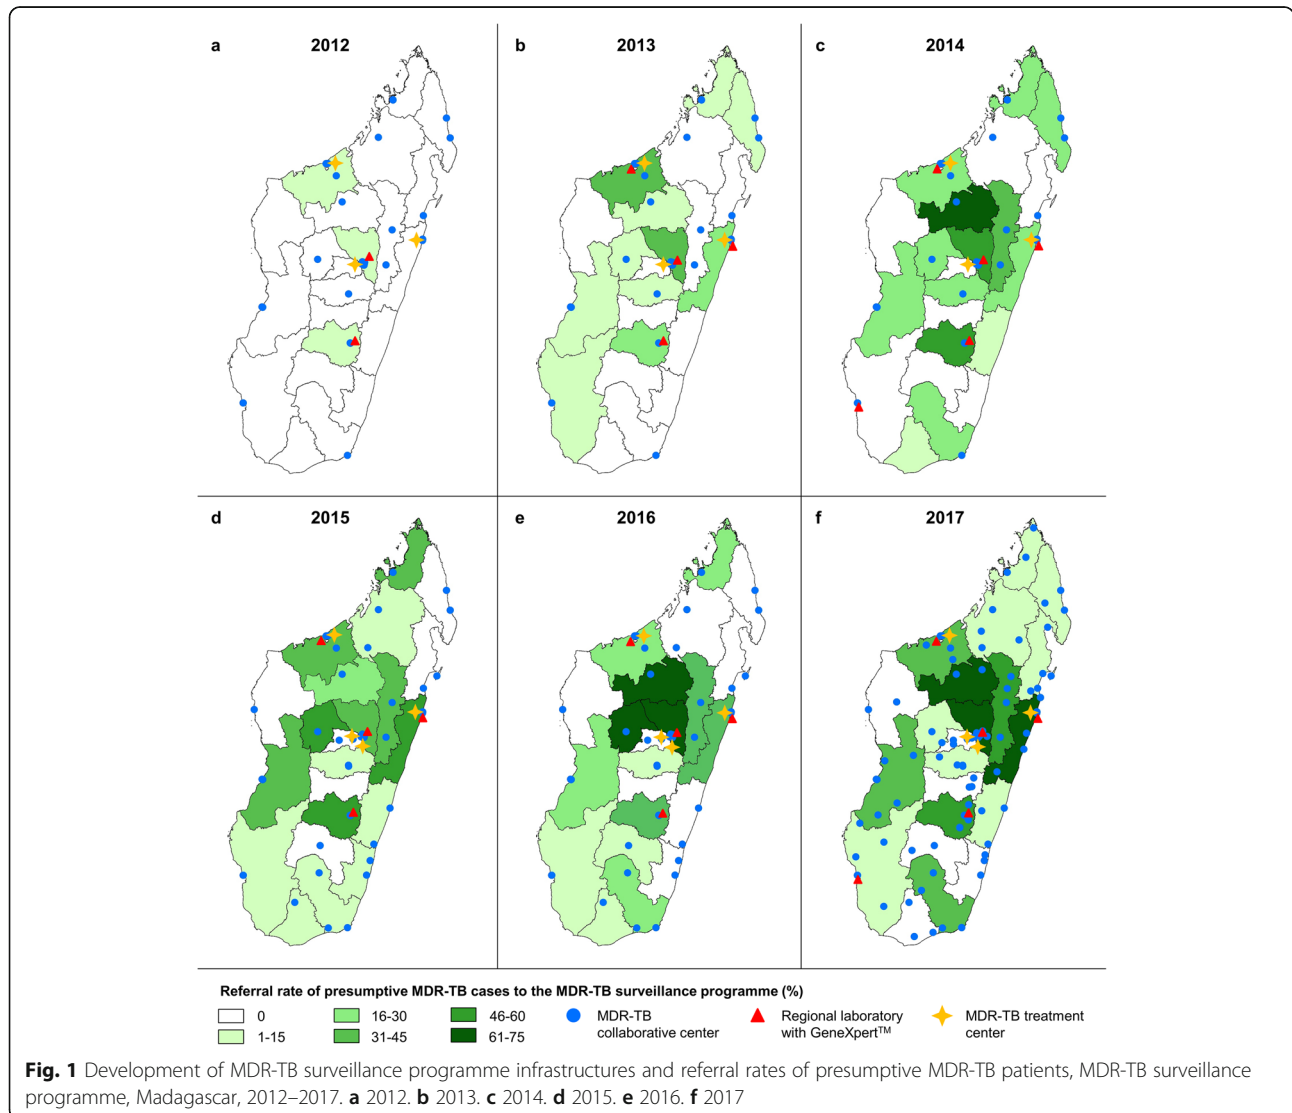 a 2012
b 2013
c 2014
d 2015
e 2016
f 2017
Referral rate of presumptive MDR-TB cases to the MDR-TB surveillance programme (%)
0
1-15
16-30
31-45
46-60
61-75
MDR-TB
collaborative center
Regional laboratory
with GeneXpert™
MDR-TB treatment
center
Fig. 1 Development of MDR-TB surveillance programme infrastructures and referral rates of presumptive MDR-TB patients, MDR-TB surveillance
programme, Madagascar, 2012–2017. a 2012. b 2013. c 2014. d 2015. e 2016. f 2017